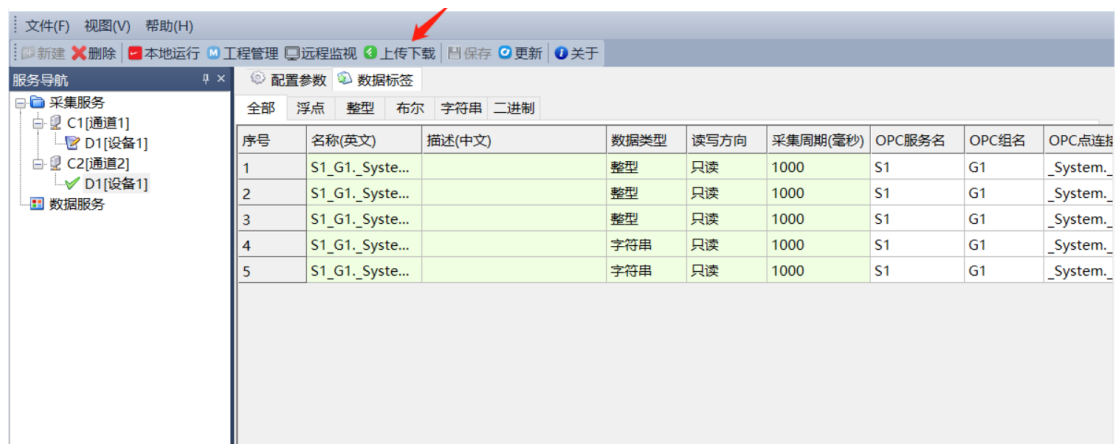 文件(F) 视图(V) 帮助(H)
新建 删除 本地运行 工程管理 远程监视 上传下载 保存 更新 关于
服务导航
采集服务
C1[通道1]
D1[设备1]
C2[通道2]
D1[设备1]
数据服务
配置参数 数据标签
全部 浮点 整型 布尔 字符串 二进制
序号 名称(英文) 描述(中文) 数据类型 读写方向 采集周期(毫秒) OPC服务名 OPC组名 OPC点连接
1 S1_G1._Syste... 整型 只读 1000 S1 G1 _System._
2 S1_G1._Syste... 整型 只读 1000 S1 G1 _System._
3 S1_G1._Syste... 整型 只读 1000 S1 G1 _System._
4 S1_G1._Syste... 字符串 只读 1000 S1 G1 _System._
5 S1_G1._Syste... 字符串 只读 1000 S1 G1 _System._